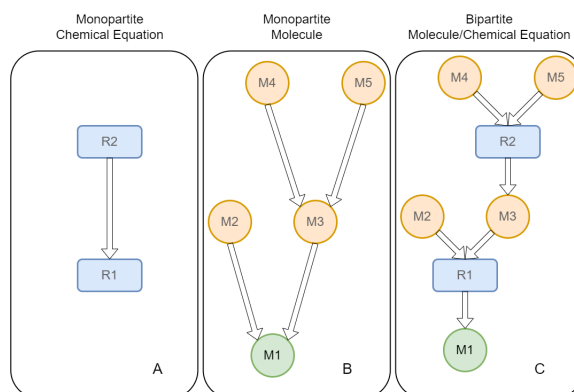 Monopartite
Chemical Equation
Monopartite
Molecule
Bipartite
Molecule/Chemical Equation
R2
R1
A
M4
M5
M2
M3
M1
B
M4
M5
R2
M2
M3
R1
M1
C